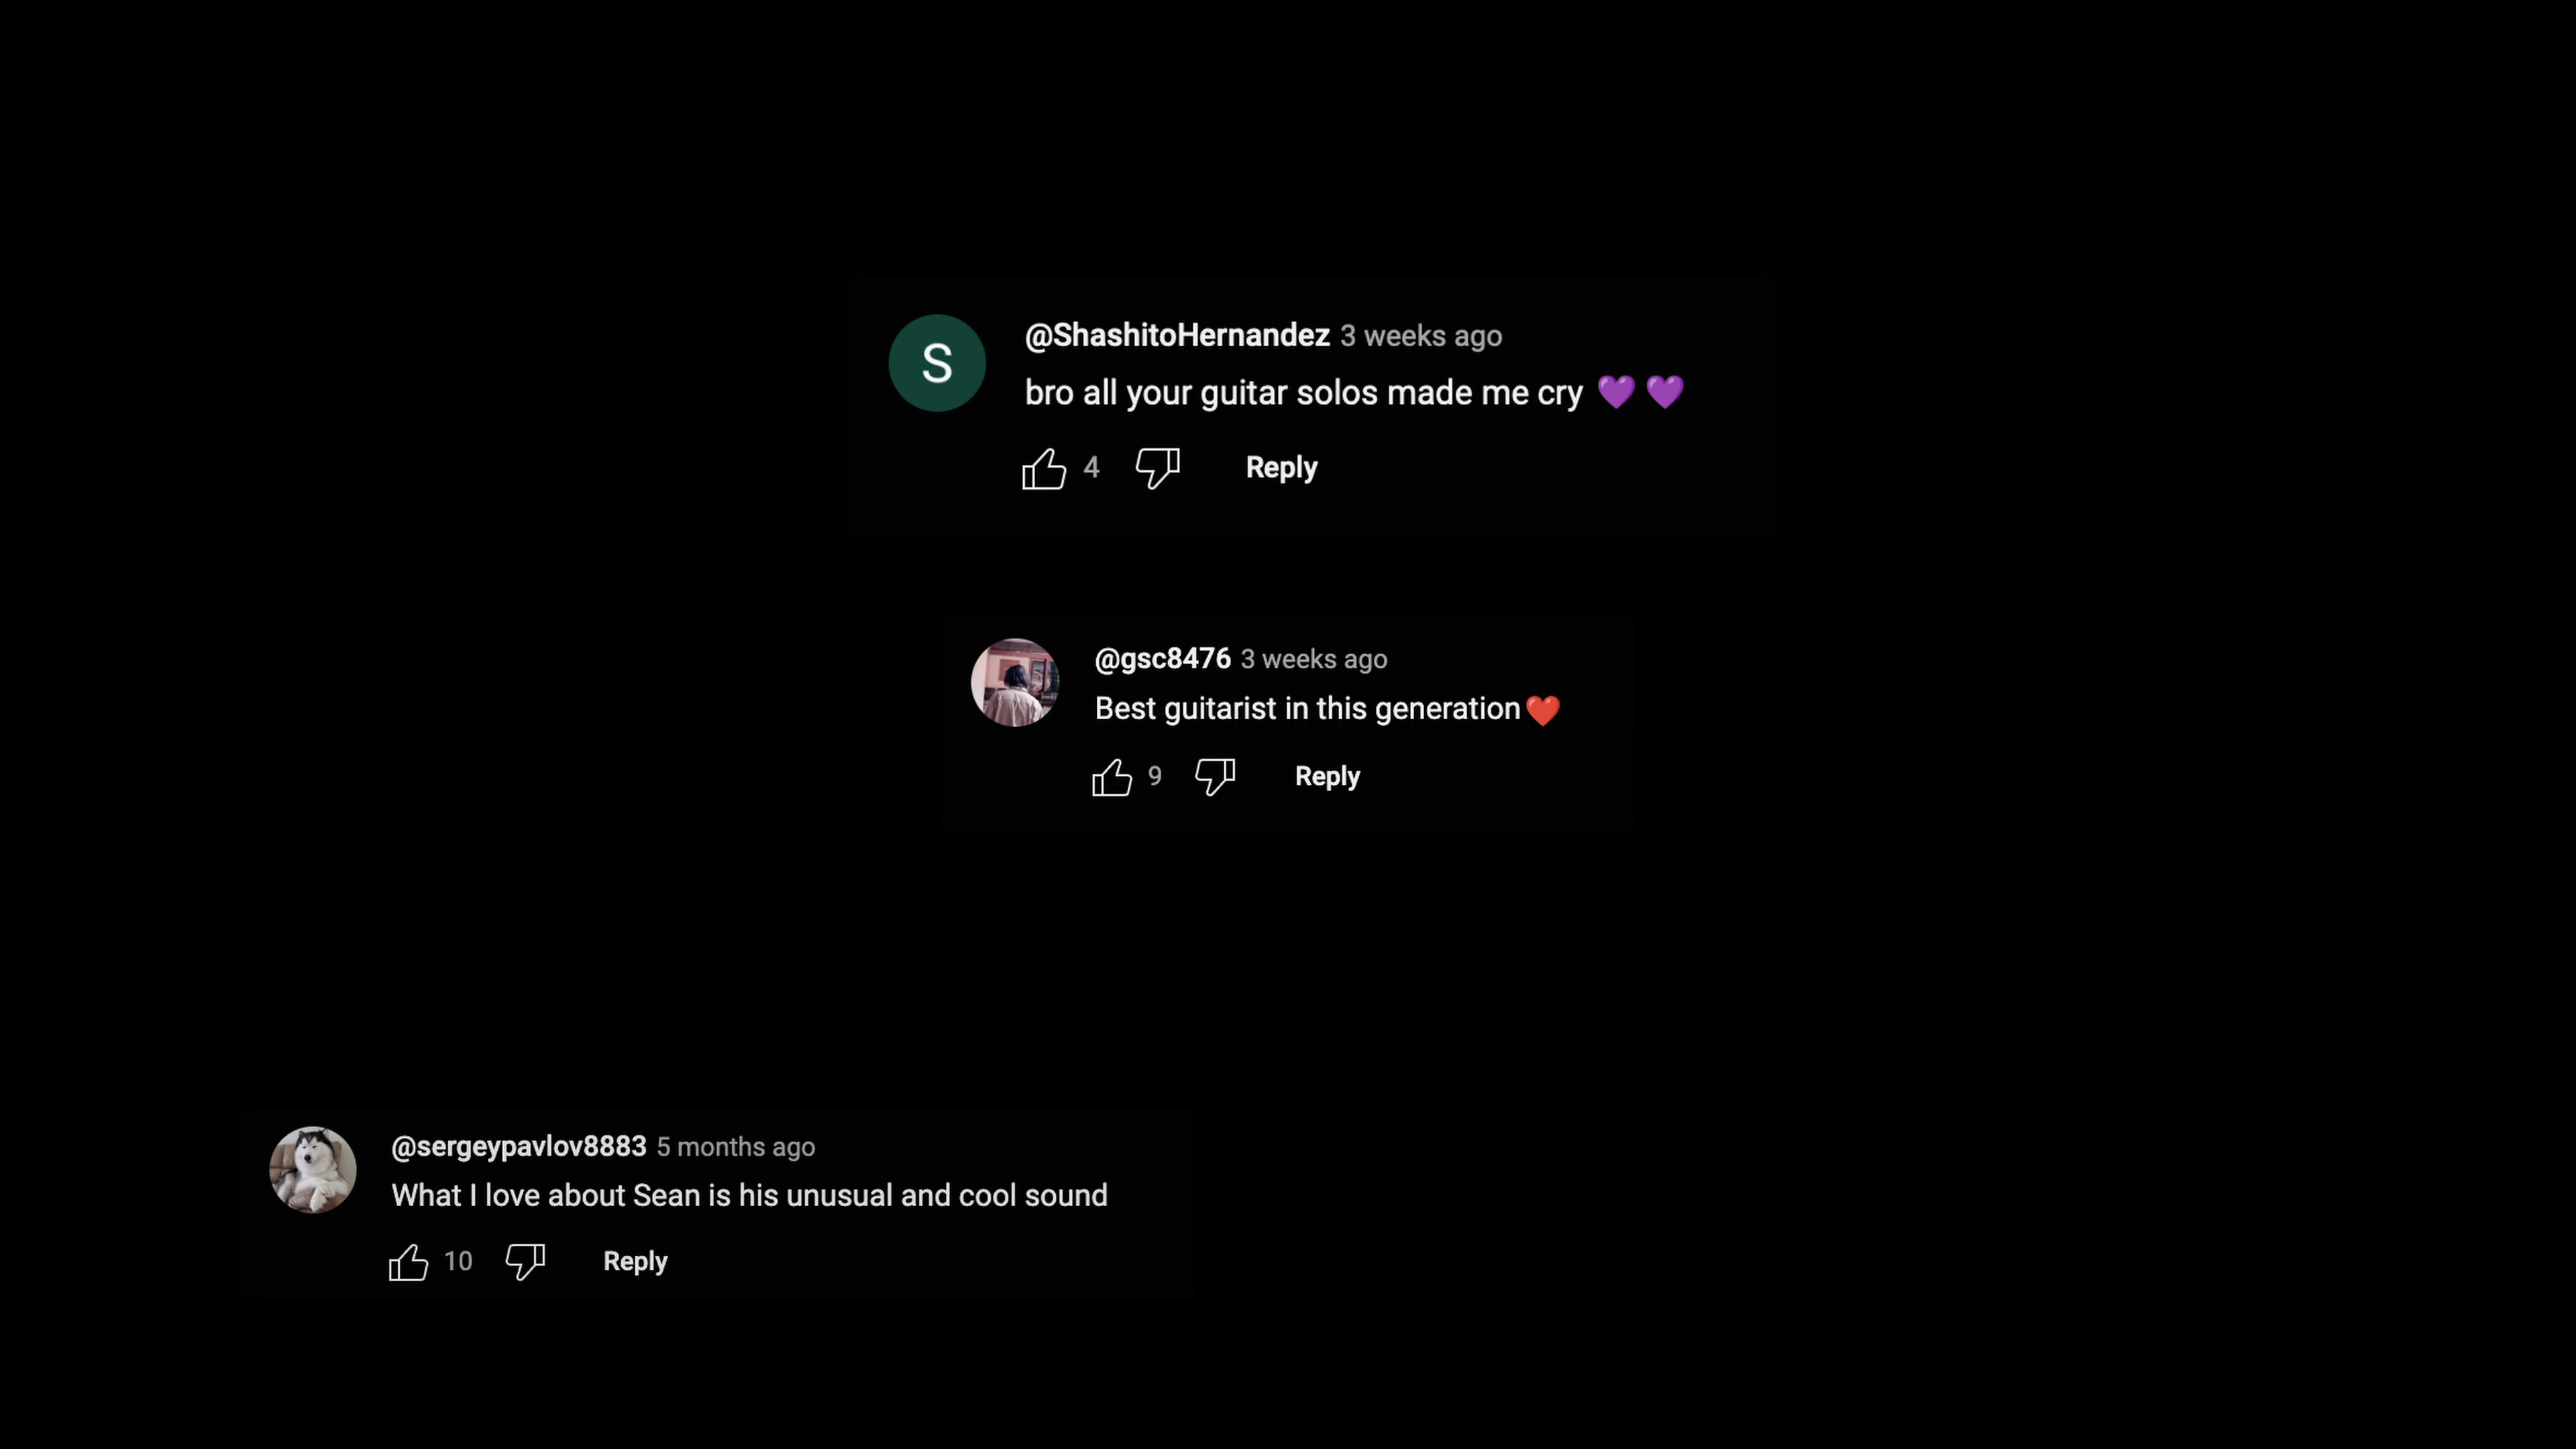 S
@ShashitoHernandez 3 weeks ago
bro all your guitar solos made me cry 💜 💜
4 Reply
@gsc8476 3 weeks ago
Best guitarist in this generation❤️
9 Reply
@sergeypavlov8883 5 months ago
What I love about Sean is his unusual and cool sound
10 Reply